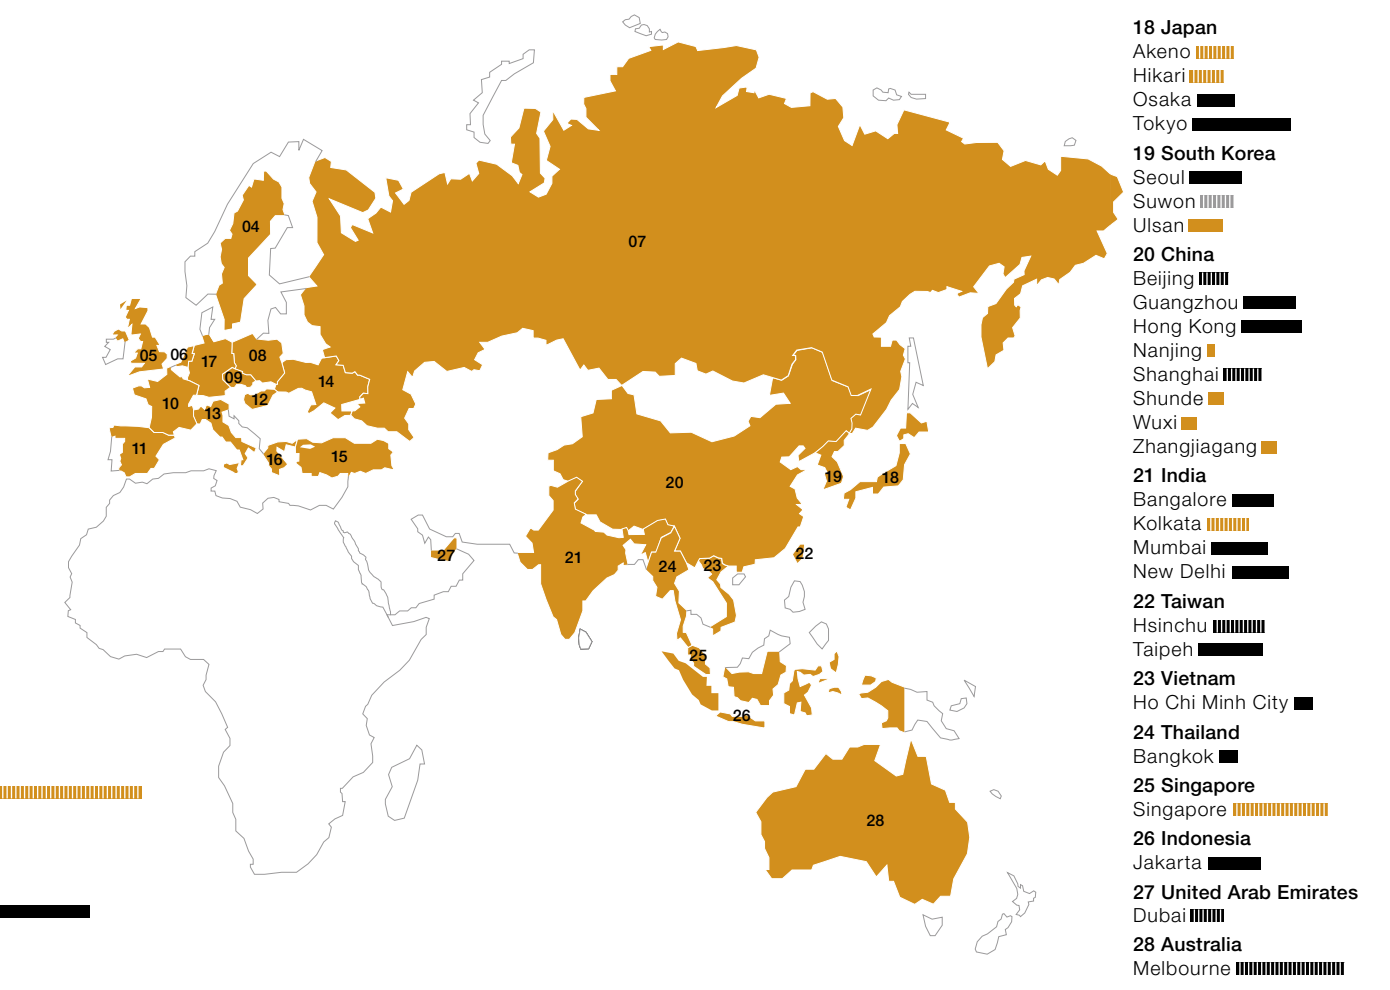 04
07
05
06
17
08
09
14
10
12
13
11
16
15
20
19
18
27
21
24
23
22
25
26
28
18 Japan
Akeno
Hikari
Osaka
Tokyo
19 South Korea
Seoul
Suwon
Ulsan
20 China
Beijing
Guangzhou
Hong Kong
Nanjing
Shanghai
Shunde
Wuxi
Zhangjiagang
21 India
Bangalore
Kolkata
Mumbai
New Delhi
22 Taiwan
Hsinchu
Taipeh
23 Vietnam
Ho Chi Minh City
24 Thailand
Bangkok
25 Singapore
Singapore
26 Indonesia
Jakarta
27 United Arab Emirates
Dubai
28 Australia
Melbourne